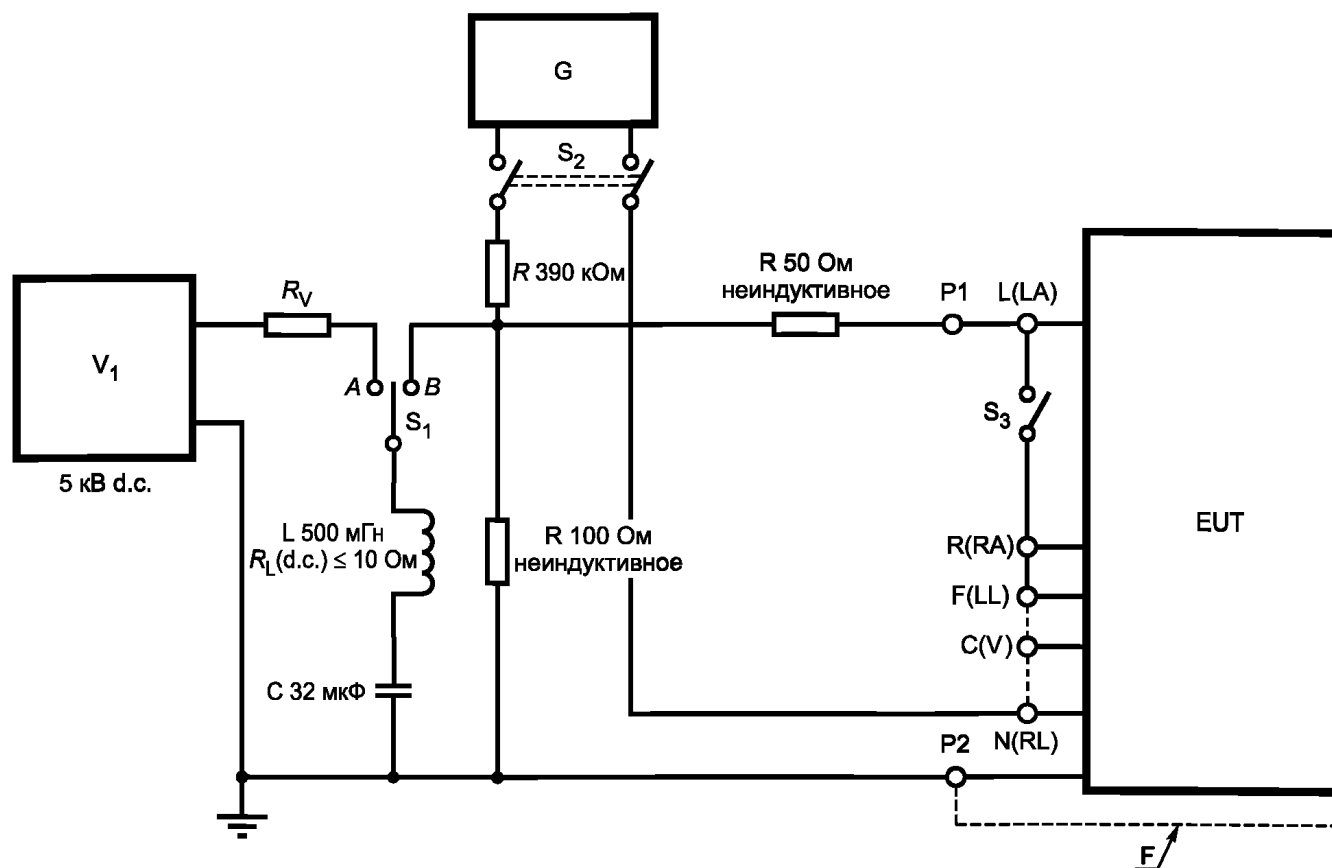 G
S2
R 390 кОм
R 50 Ом
неиндуктивное
P1
L(LA)
RV
V1
A
B
S1
S3
5 кВ d.c.
L 500 мГн
RL(d.c.) ≤ 10 Ом
R 100 Ом
неиндуктивное
EUT
R(RA)
F(LL)
C(V)
C 32 мкФ
N(RL)
P2
F